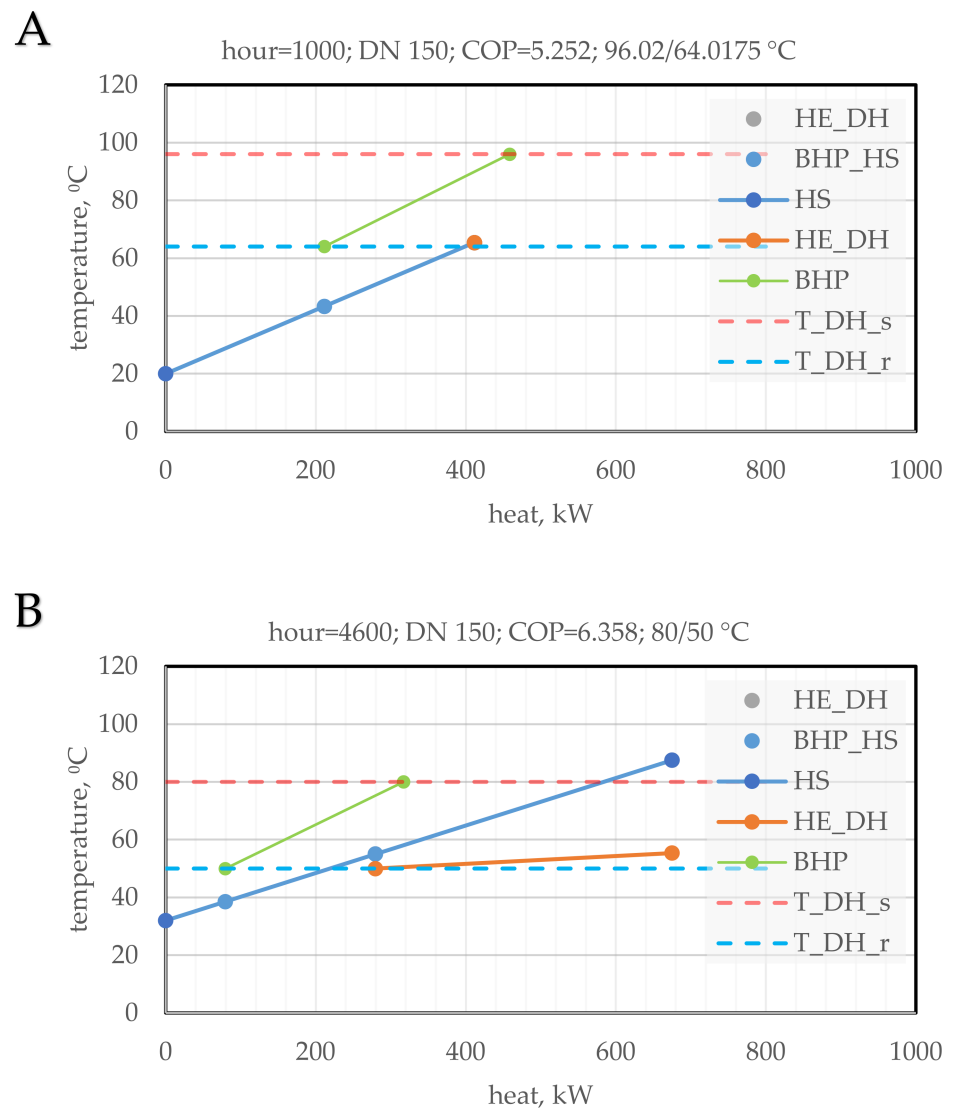 A
hour=1000; DN 150; COP=5.252; 96.02/64.0175 °C
120
100
80
60
40
20
0
temperature, ⁰C
0 200 400 600 800 1000
heat, kW
HE_DH
BHP_HS
HS
HE_DH
BHP
T_DH_s
T_DH_r
B
hour=4600; DN 150; COP=6.358; 80/50 °C
120
100
80
60
40
20
0
temperature, ⁰C
0 200 400 600 800 1000
heat, kW
HE_DH
BHP_HS
HS
HE_DH
BHP
T_DH_s
T_DH_r